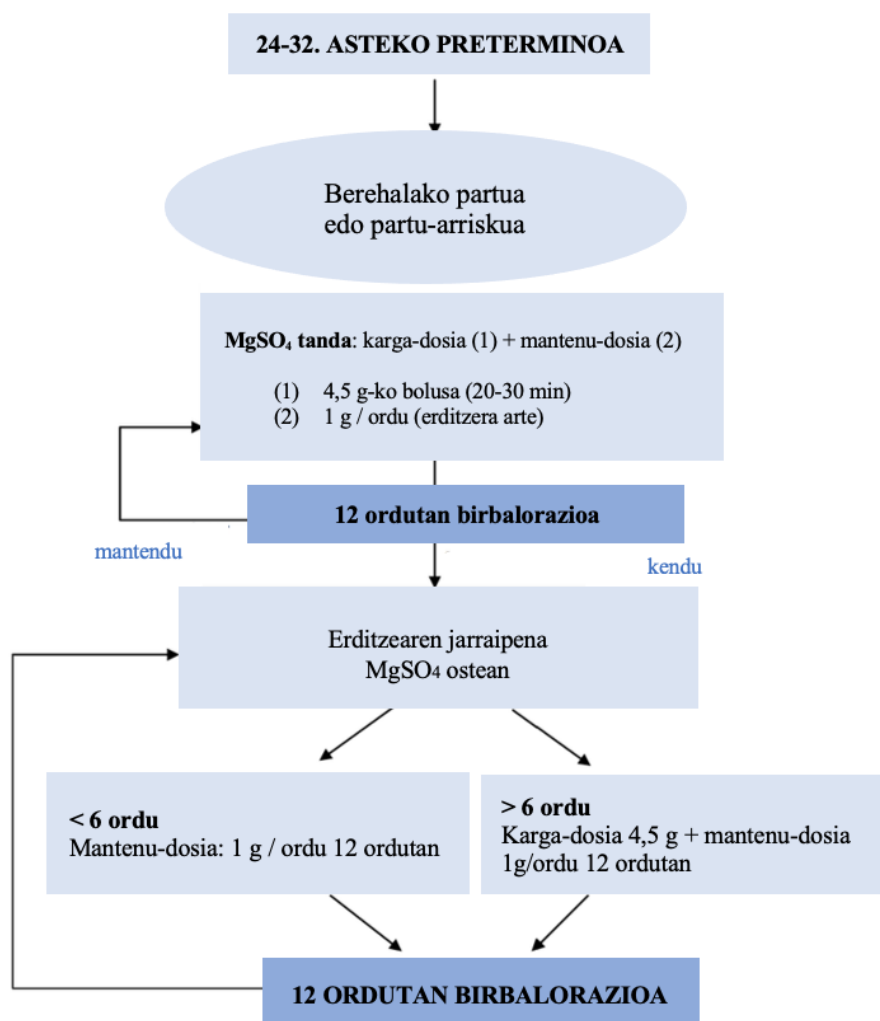 24-32. ASTEKO PRETERMINOA
Berehalako partua
edo partu-arriskua
MgSO₄ tanda: karga-dosia (1) + mantenu-dosia (2)
(1) 4,5 g-ko bolusa (20-30 min)
(2) 1 g / ordu (erditzera arte)
12 ordutan birbalorazioa
mantendu
kendu
Erditzearen jarraipena
MgSO₄ ostean
< 6 ordu
Mantenu-dosia: 1 g / ordu 12 ordutan
> 6 ordu
Karga-dosia 4,5 g + mantenu-dosia
1g/ordu 12 ordutan
12 ORDUTAN BIRBALORAZIOA